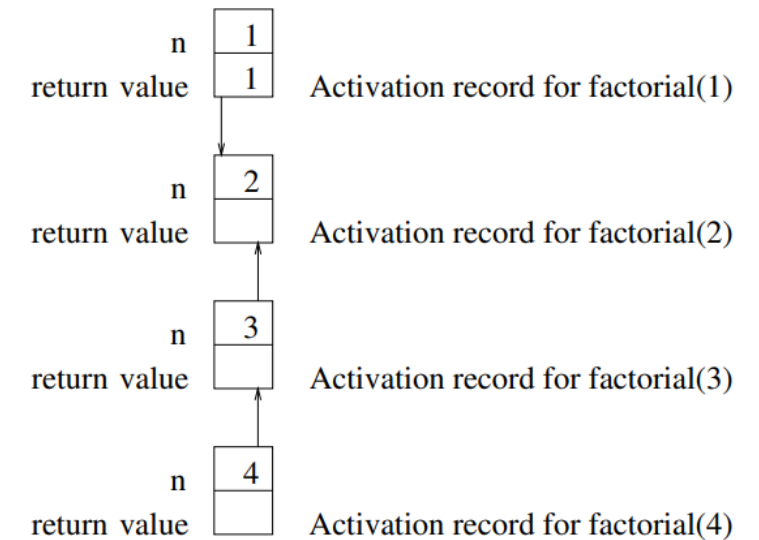 n 1
return value 1 Activation record for factorial(1)
n 2
return value Activation record for factorial(2)
n 3
return value Activation record for factorial(3)
n 4
return value Activation record for factorial(4)